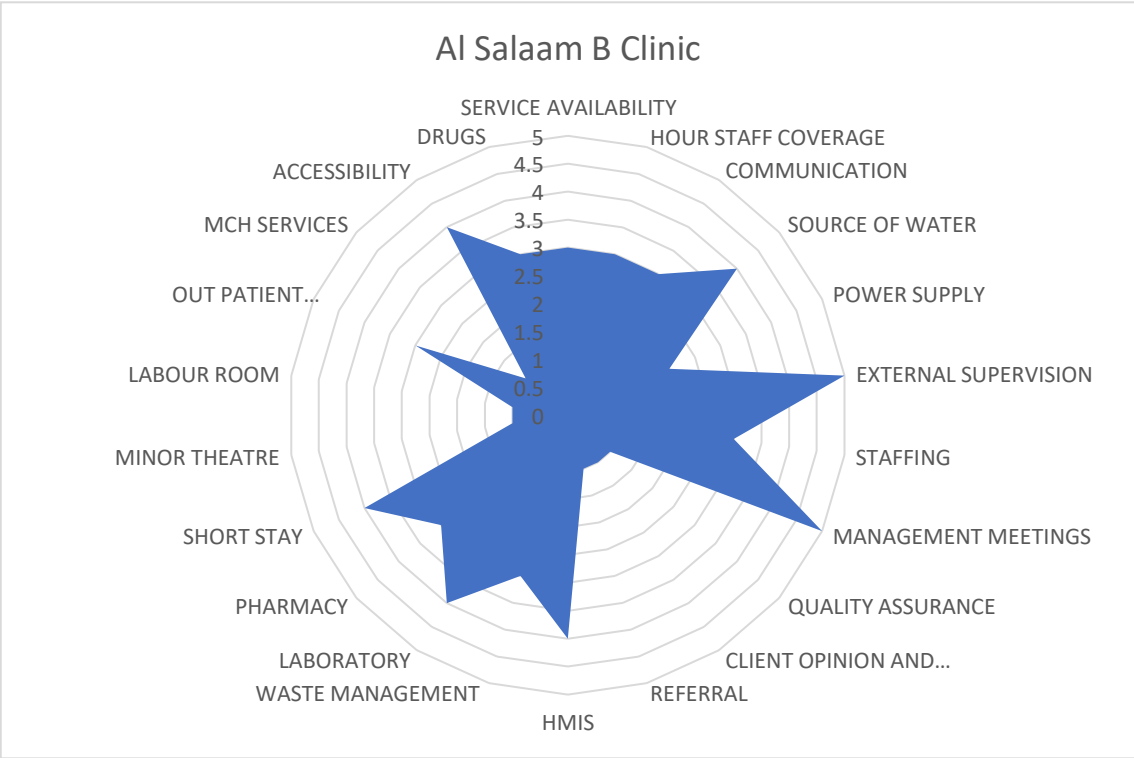 Al Salaam B Clinic
SERVICE AVAILABILITY
HOUR STAFF COVERAGE
COMMUNICATION
SOURCE OF WATER
POWER SUPPLY
EXTERNAL SUPERVISION
STAFFING
MANAGEMENT MEETINGS
QUALITY ASSURANCE
CLIENT OPINION AND…
REFERRAL
HMIS
WASTE MANAGEMENT
LABORATORY
PHARMACY
SHORT STAY
MINOR THEATRE
LABOUR ROOM
OUT PATIENT…
MCH SERVICES
ACCESSIBILITY
DRUGS
5
4.5
4
3.5
3
2.5
2
1.5
1
0.5
0